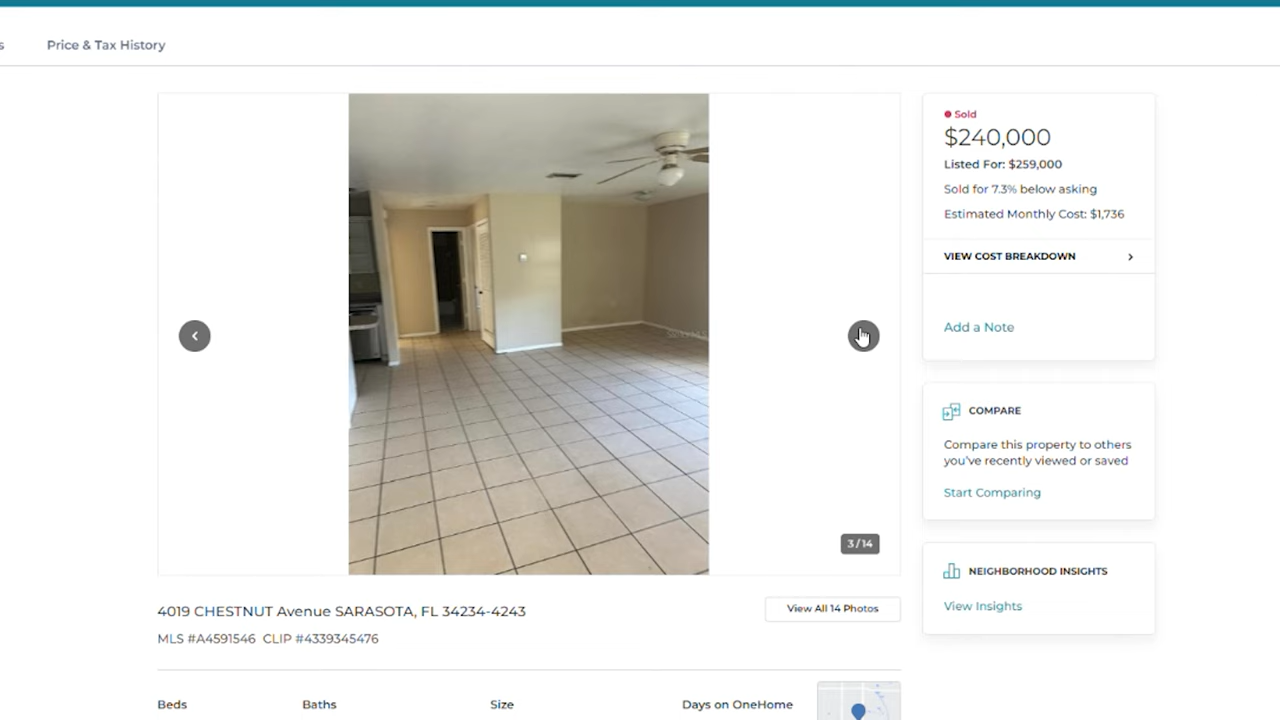 s
Price & Tax History
Sold
$240,000
Listed For: $259,000
Sold for 7.3% below asking
Estimated Monthly Cost: $1,736
VIEW COST BREAKDOWN
Add a Note
COMPARE
Compare this property to others
you've recently viewed or saved
Start Comparing
3 / 14
NEIGHBORHOOD INSIGHTS
View Insights
4019 CHESTNUT Avenue SARASOTA, FL 34234-4243
View All 14 Photos
MLS #A4591546 CLIP #4339345476
Beds
Baths
Size
Days on OneHome